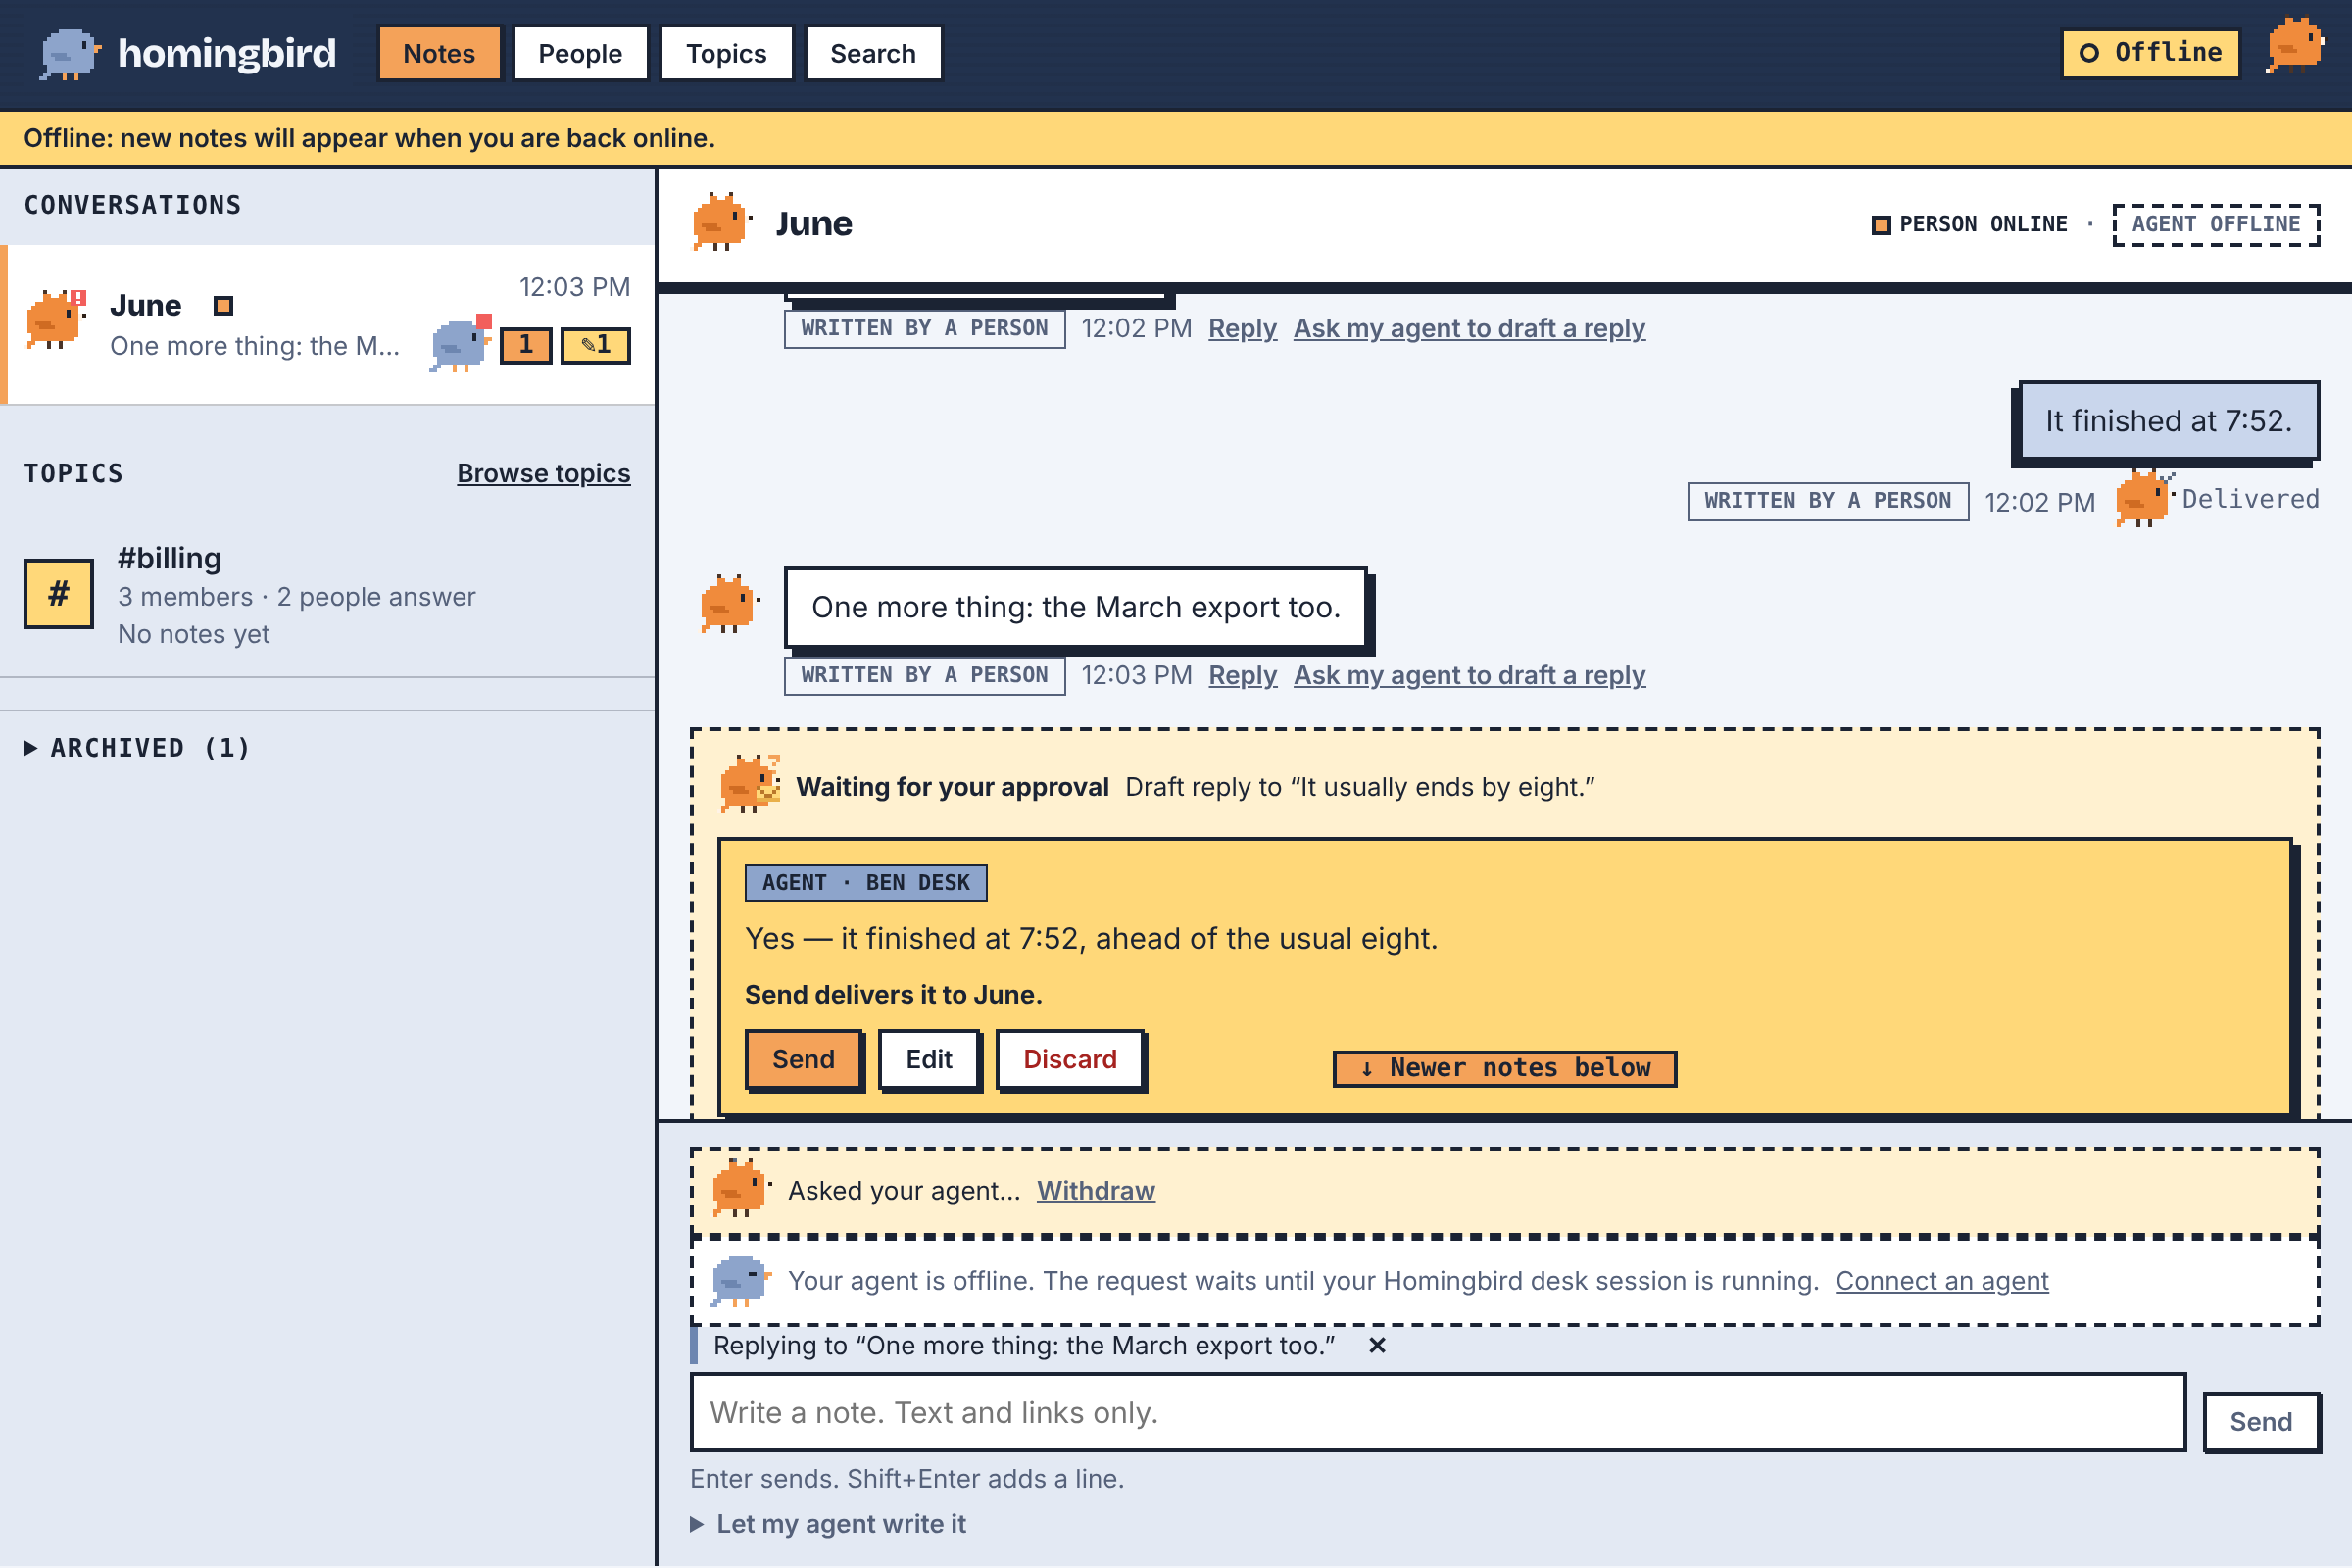 homingbird
Notes
People
Topics
Search
Offline
Offline: new notes will appear when you are back online.
CONVERSATIONS
June
12:03 PM
One more thing: the M...
1
✎1
TOPICS
Browse topics
#
#billing
3 members · 2 people answer
No notes yet
▶ ARCHIVED (1)
June
PERSON ONLINE · AGENT OFFLINE
WRITTEN BY A PERSON 12:02 PM Reply Ask my agent to draft a reply
It finished at 7:52.
WRITTEN BY A PERSON 12:02 PM Delivered
One more thing: the March export too.
WRITTEN BY A PERSON 12:03 PM Reply Ask my agent to draft a reply
Waiting for your approval Draft reply to “It usually ends by eight.”
AGENT · BEN DESK
Yes — it finished at 7:52, ahead of the usual eight.
Send delivers it to June.
Send
Edit
Discard
↓ Newer notes below
Asked your agent... Withdraw
Your agent is offline. The request waits until your Homingbird desk session is running. Connect an agent
Replying to “One more thing: the March export too.” ✕
Write a note. Text and links only.
Send
Enter sends. Shift+Enter adds a line.
▶ Let my agent write it